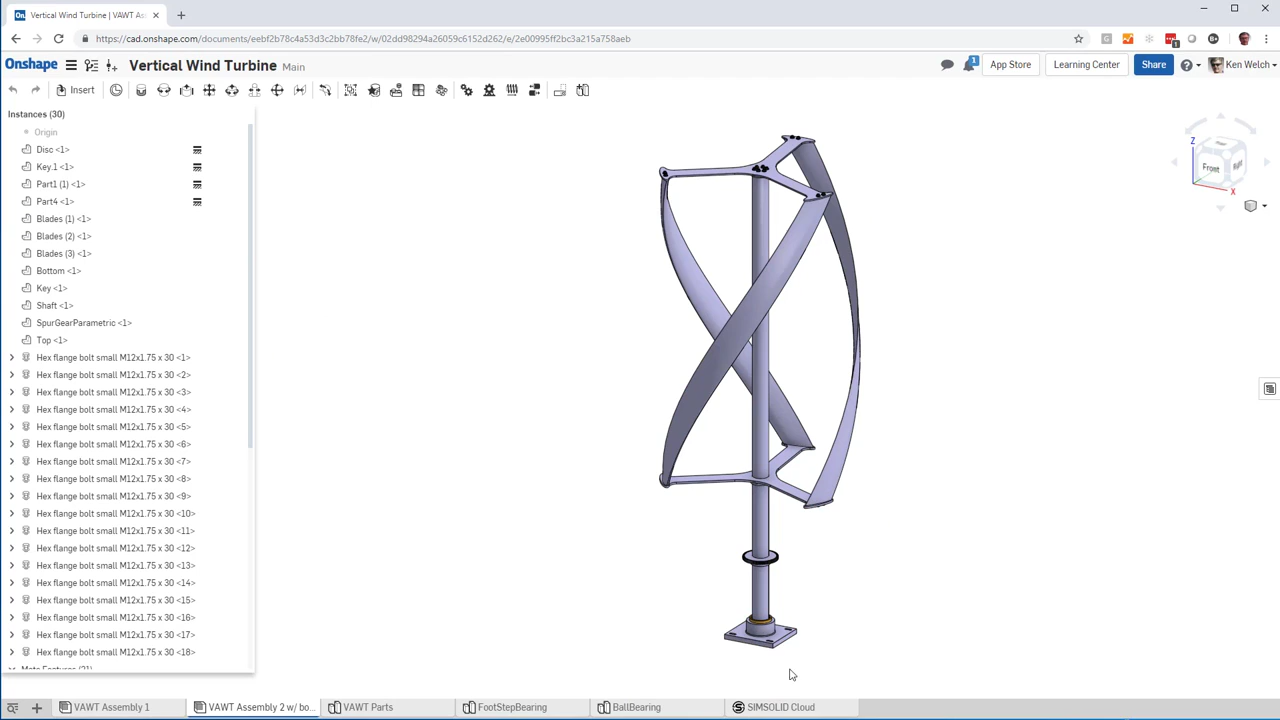 Vertical Wind Turbine | VAWT As:
https://cad.onshape.com/documents/eebf2b78c4a53d3c2bb78fe2/w/02dd98294a26059c6152d262/e/2e00995ff2bc3a215a758aeb
Onshape Vertical Wind Turbine Main 1 App Store Learning Center Share Ken Welch
Insert
Instances (30)
Origin
Disc <1>
Key.1 <1>
Part1 (1) <1>
Part4 <1>
Blades (1) <1>
Blades (2) <1>
Blades (3) <1>
Bottom <1>
Key <1>
Shaft <1>
SpurGearParametric <1>
Top <1>
Hex flange bolt small M12x1.75 x 30 <1>
Hex flange bolt small M12x1.75 x 30 <2>
Hex flange bolt small M12x1.75 x 30 <3>
Hex flange bolt small M12x1.75 x 30 <4>
Hex flange bolt small M12x1.75 x 30 <5>
Hex flange bolt small M12x1.75 x 30 <6>
Hex flange bolt small M12x1.75 x 30 <7>
Hex flange bolt small M12x1.75 x 30 <8>
Hex flange bolt small M12x1.75 x 30 <9>
Hex flange bolt small M12x1.75 x 30 <10>
Hex flange bolt small M12x1.75 x 30 <11>
Hex flange bolt small M12x1.75 x 30 <12>
Hex flange bolt small M12x1.75 x 30 <13>
Hex flange bolt small M12x1.75 x 30 <14>
Hex flange bolt small M12x1.75 x 30 <15>
Hex flange bolt small M12x1.75 x 30 <16>
Hex flange bolt small M12x1.75 x 30 <17>
Hex flange bolt small M12x1.75 x 30 <18>
Z
Front Right
X
VAWT Assembly 1 VAWT Assembly 2 w/ bo... VAWT Parts FootStepBearing BallBearing SIMSOLID Cloud